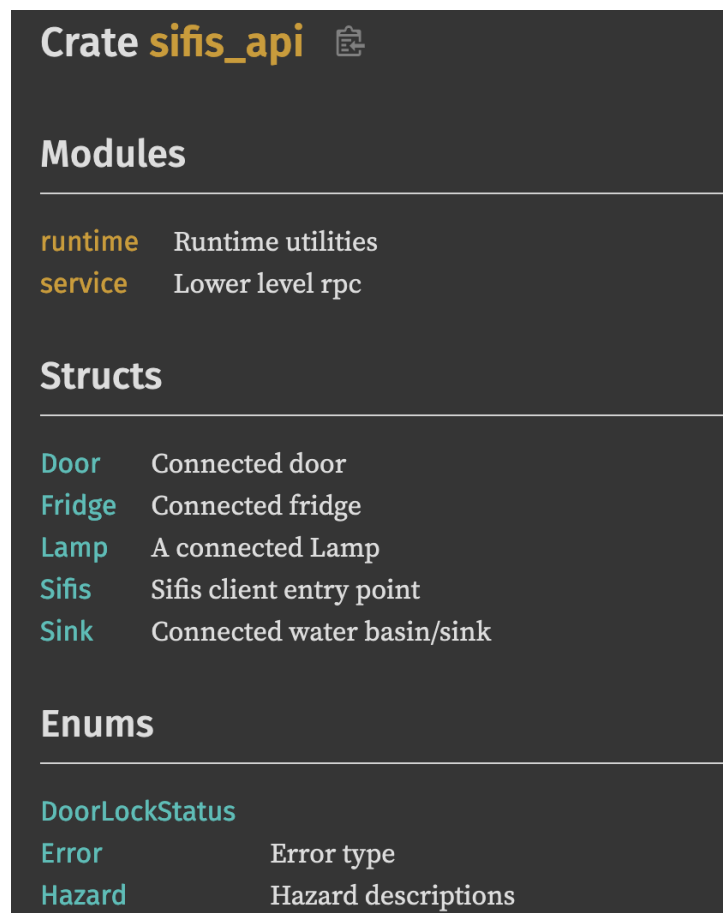 Crate sifis_api
Modules
runtime Runtime utilities
service Lower level rpc
Structs
Door Connected door
Fridge Connected fridge
Lamp A connected Lamp
Sifis Sifis client entry point
Sink Connected water basin/sink
Enums
DoorLockStatus
Error Error type
Hazard Hazard descriptions